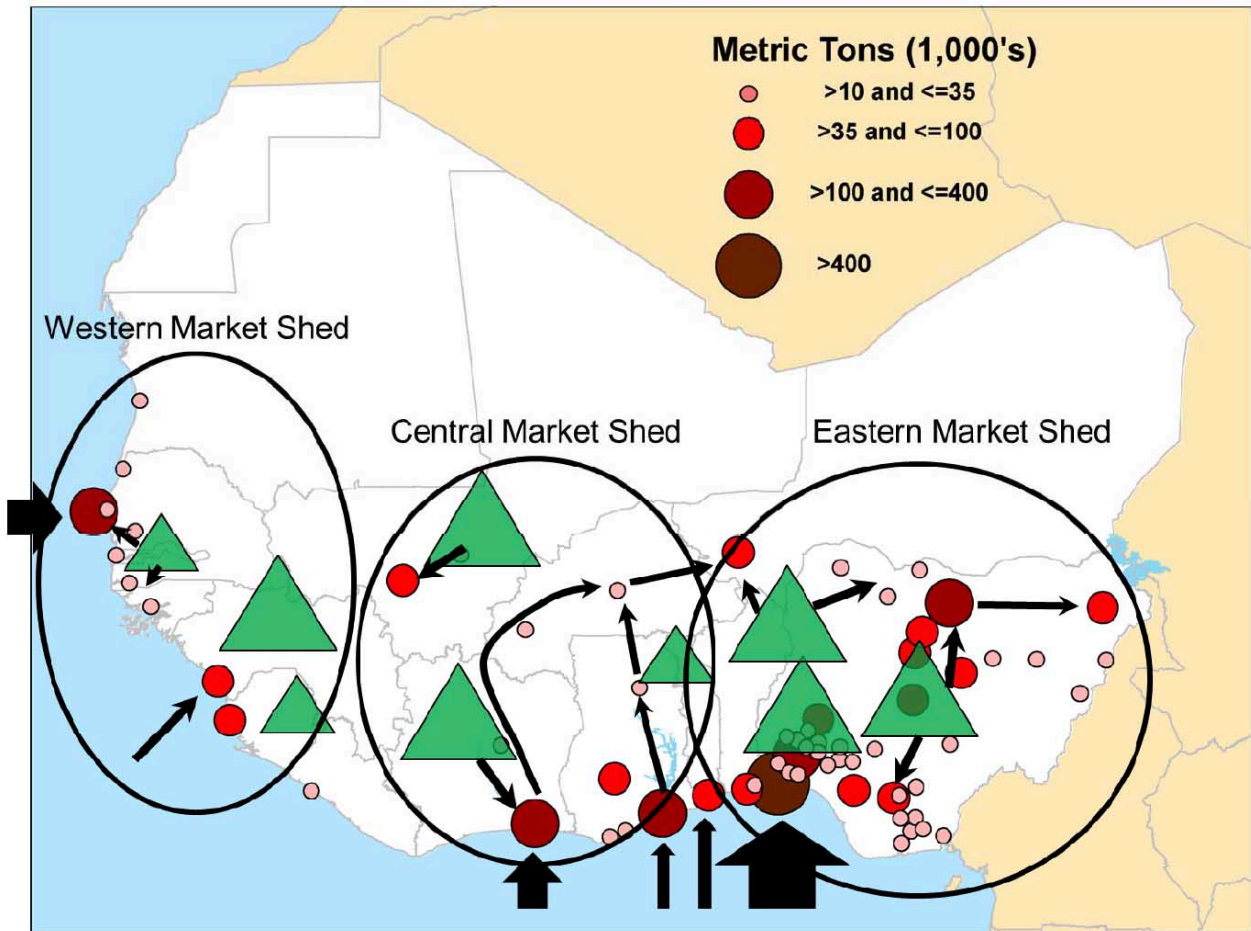 Metric Tons (1,000's)
>10 and <=35
>35 and <=100
>100 and <=400
>400
Western Market Shed
Central Market Shed
Eastern Market Shed